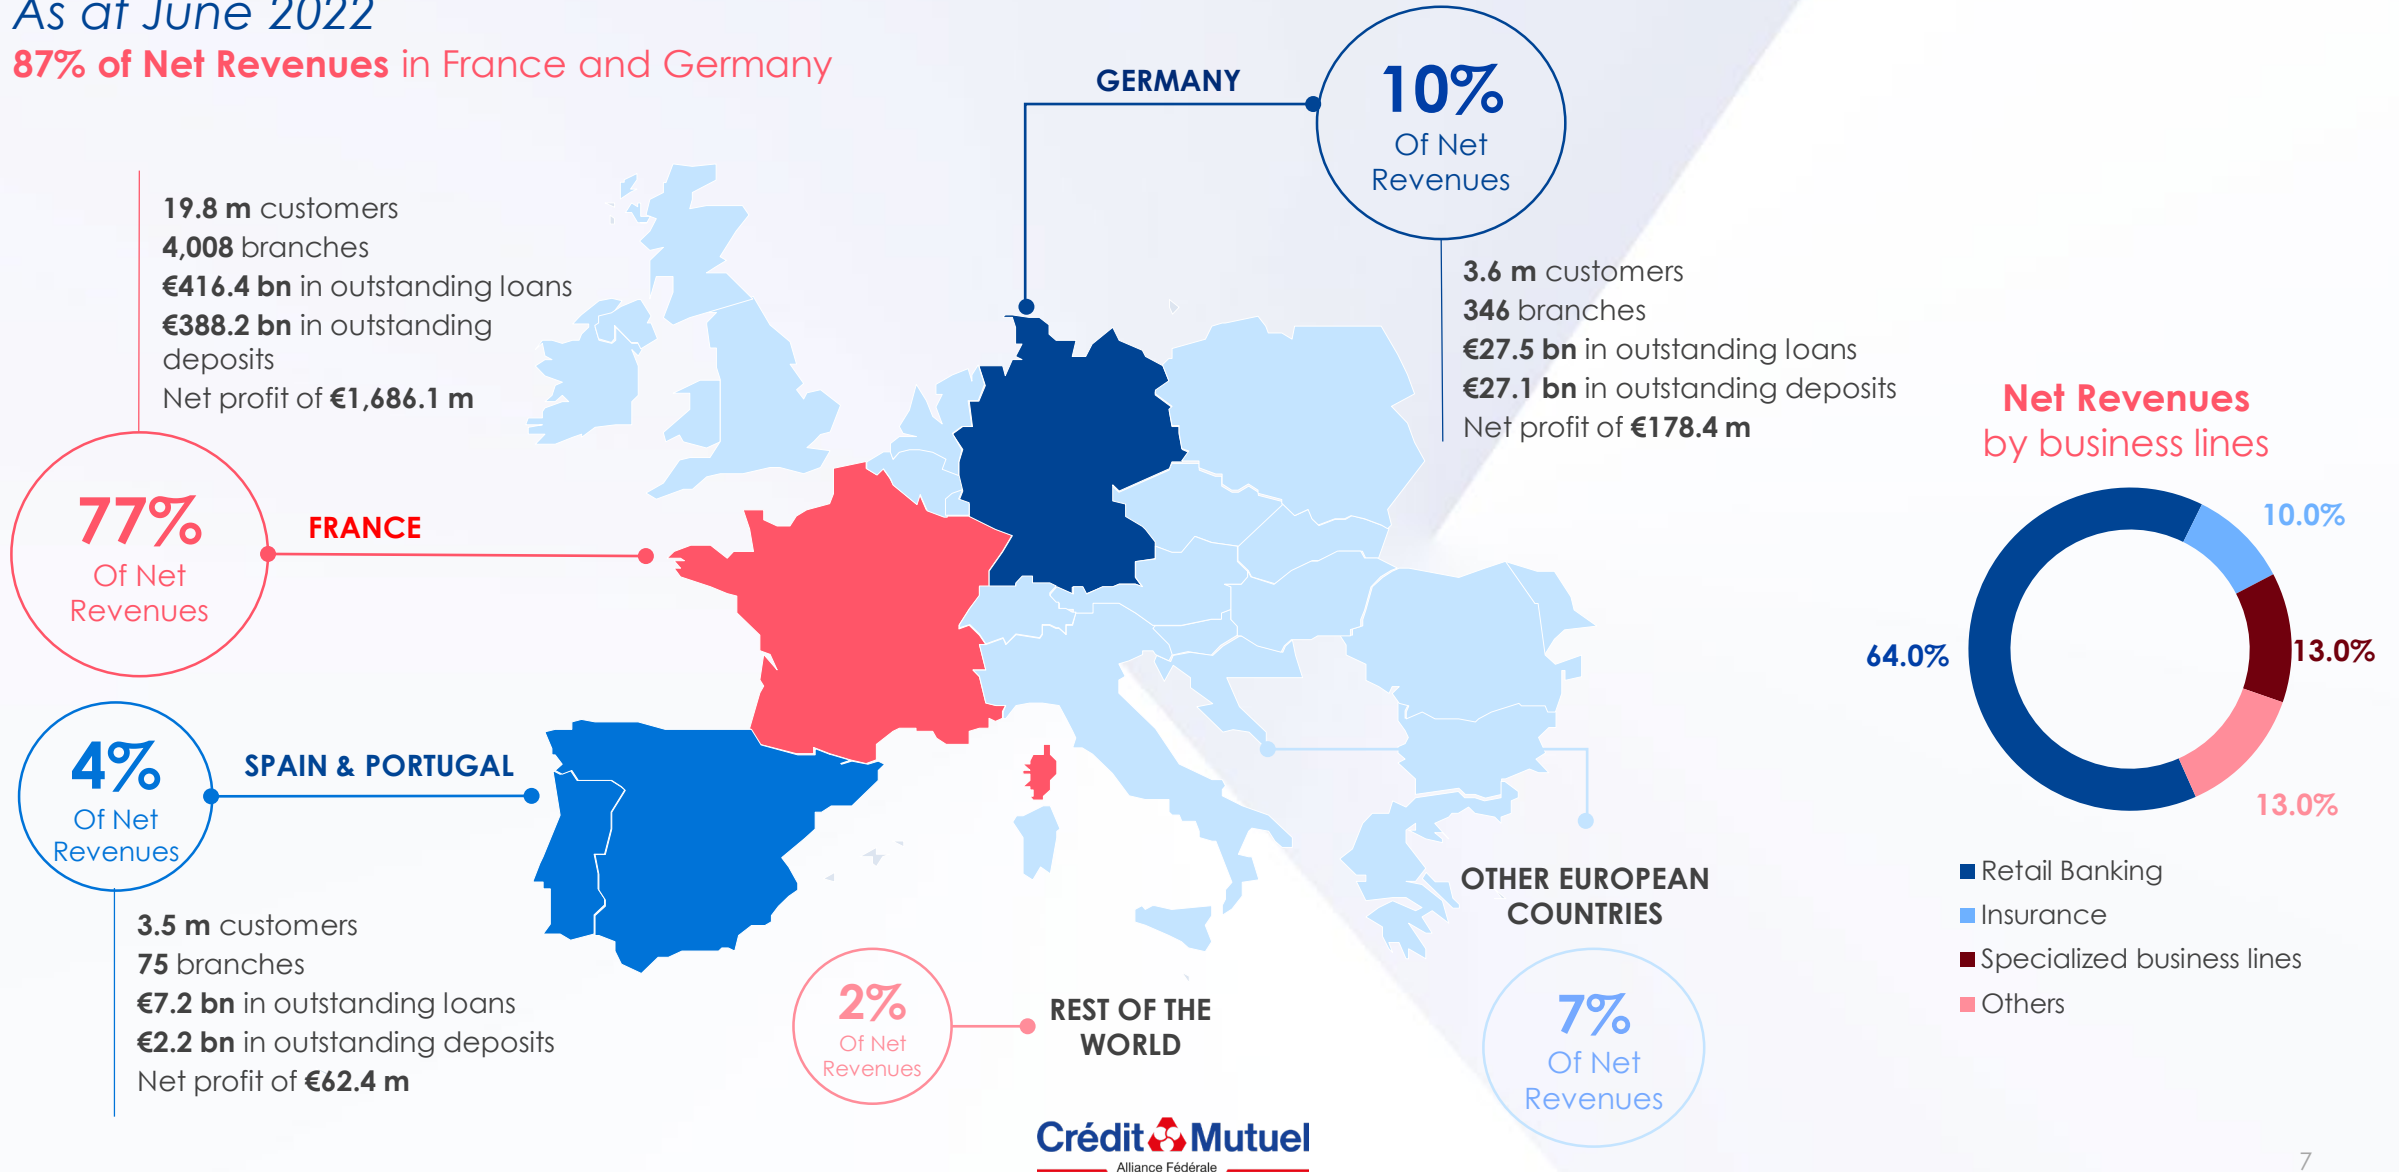 As at June 2022
87% of Net Revenues in France and Germany
GERMANY
10%
Of Net
Revenues
19.8 m customers
4,008 branches
€416.4 bn in outstanding loans
€388.2 bn in outstanding
deposits
Net profit of €1,686.1 m
3.6 m customers
346 branches
€27.5 bn in outstanding loans
€27.1 bn in outstanding deposits
Net profit of €178.4 m
77%
Of Net
Revenues
FRANCE
4%
Of Net
Revenues
SPAIN & PORTUGAL
3.5 m customers
75 branches
€7.2 bn in outstanding loans
€2.2 bn in outstanding deposits
Net profit of €62.4 m
2%
Of Net
Revenues
REST OF THE
WORLD
OTHER EUROPEAN
COUNTRIES
7%
Of Net
Revenues
Net Revenues
by business lines
10.0%
64.0%
13.0%
13.0%
Retail Banking
Insurance
Specialized business lines
Others
Crédit Mutuel
Alliance Fédérale
7